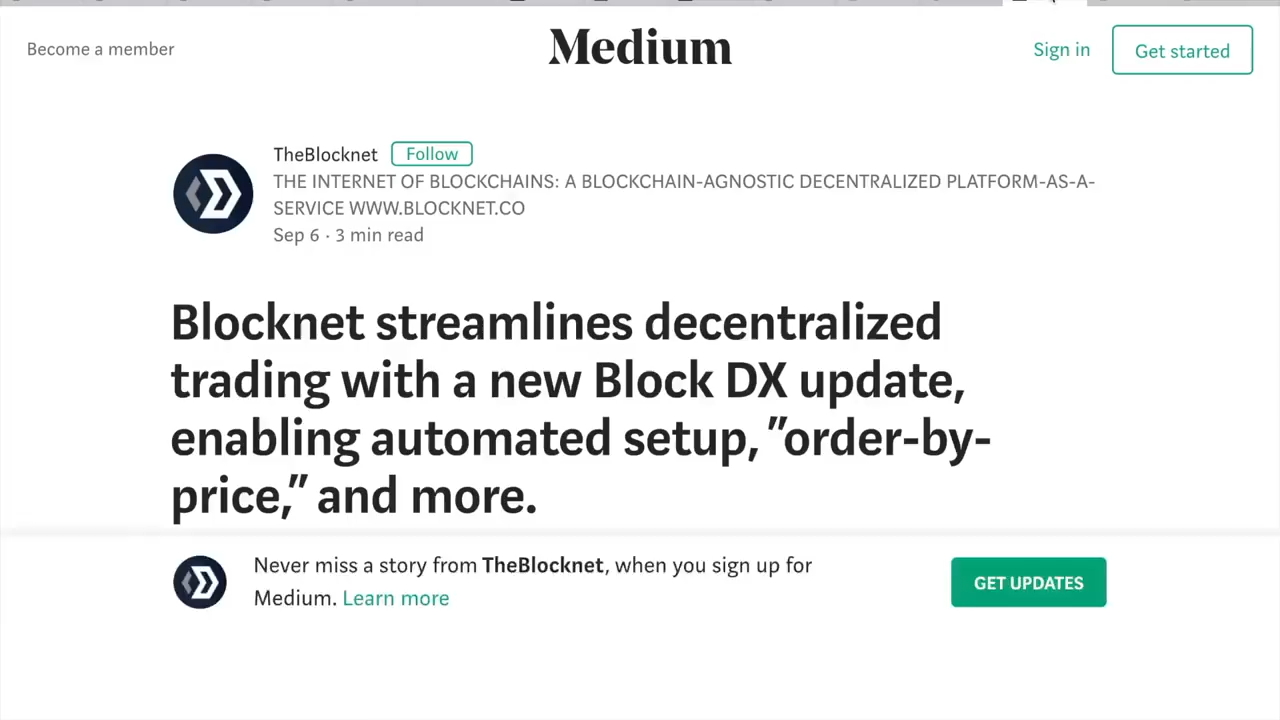 Become a member
Medium
Sign in
Get started
TheBlocknet
Follow
THE INTERNET OF BLOCKCHAINS: A BLOCKCHAIN-AGNOSTIC DECENTRALIZED PLATFORM-AS-A-
SERVICE WWW.BLOCKNET.CO
Sep 6 · 3 min read
Blocknet streamlines decentralized
trading with a new Block DX update,
enabling automated setup, ”order-by-
price,” and more.
Never miss a story from TheBlocknet, when you sign up for
Medium. Learn more
GET UPDATES